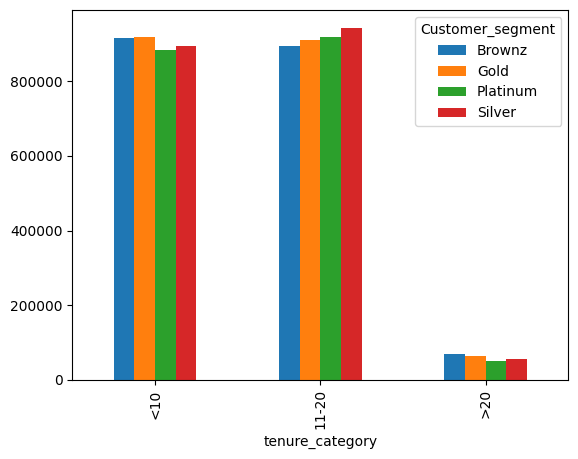 Customer_segment
Brownz
Gold
Platinum
Silver
800000
600000
400000
200000
0
<10
11-20
>20
tenure_category